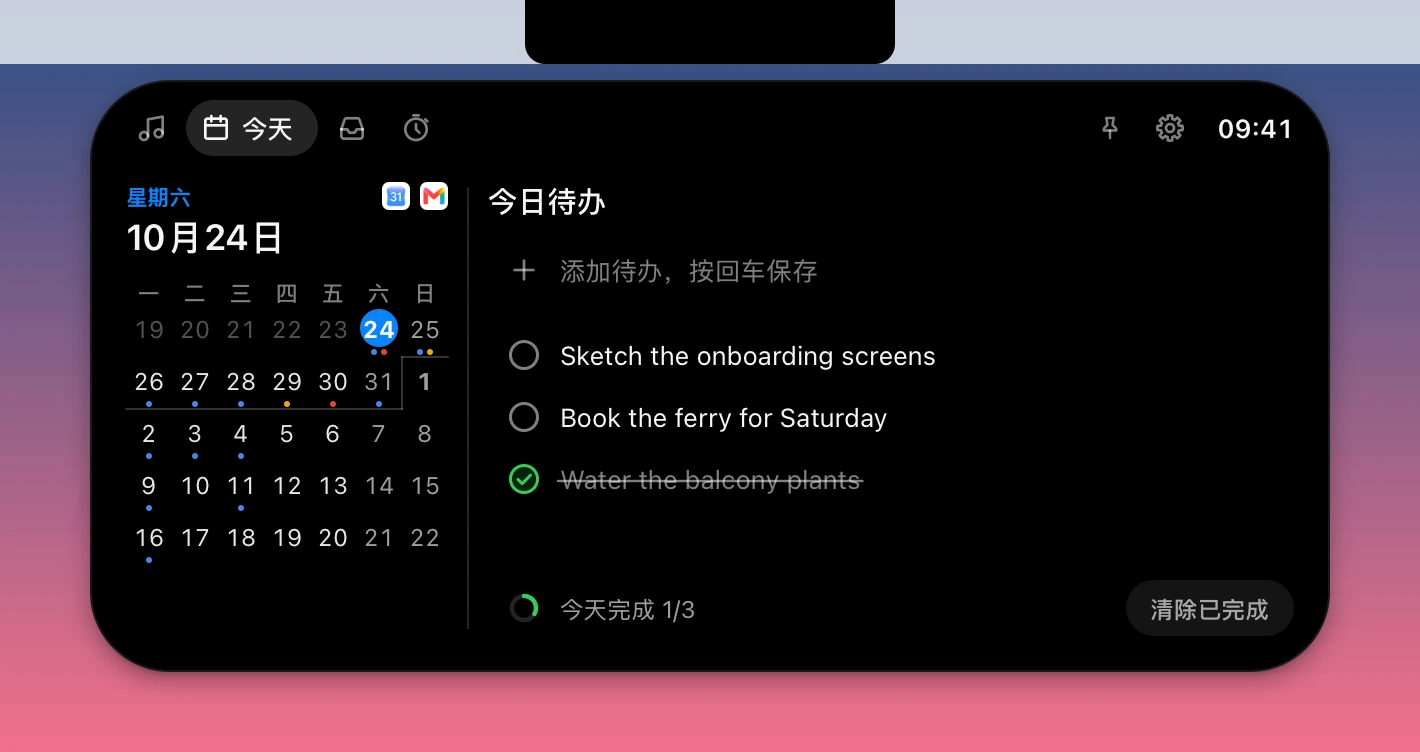 今天
09:41
星期六
31
10月24日
一 二 三 四 五 六 日
19 20 21 22 23 24 25
26 27 28 29 30 31 1
2 3 4 5 6 7 8
9 10 11 12 13 14 15
16 17 18 19 20 21 22
今日待办
添加待办，按回车保存
Sketch the onboarding screens
Book the ferry for Saturday
Water the balcony plants
今天完成 1/3
清除已完成